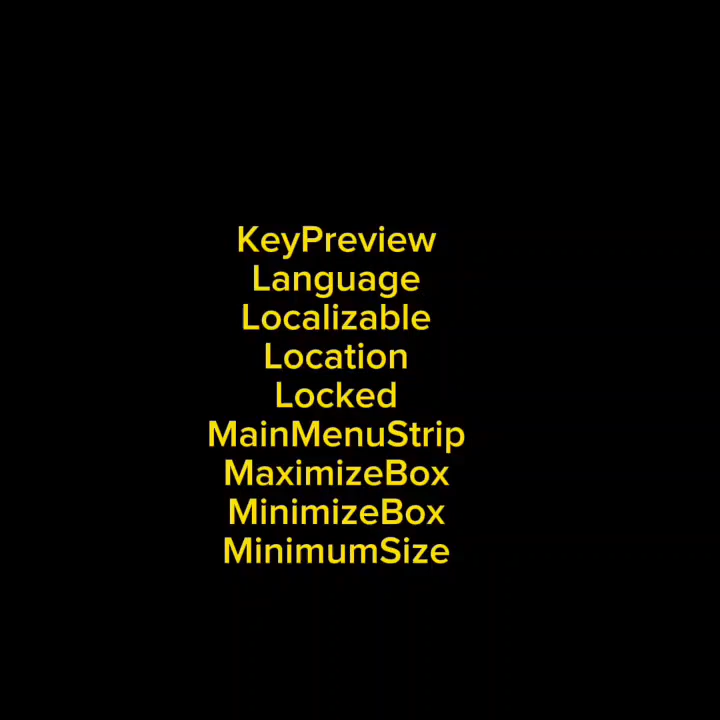 KeyPreview
Language
Localizable
Location
Locked
MainMenuStrip
MaximizeBox
MinimizeBox
MinimumSize